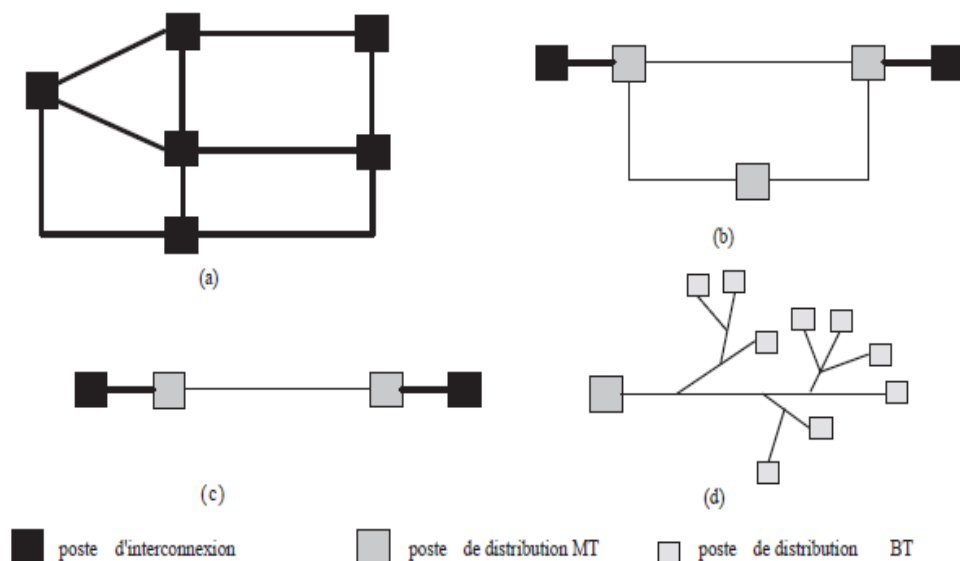 (a)
(b)
(c)
(d)
poste d'interconnexion
poste de distribution MT
poste de distribution BT